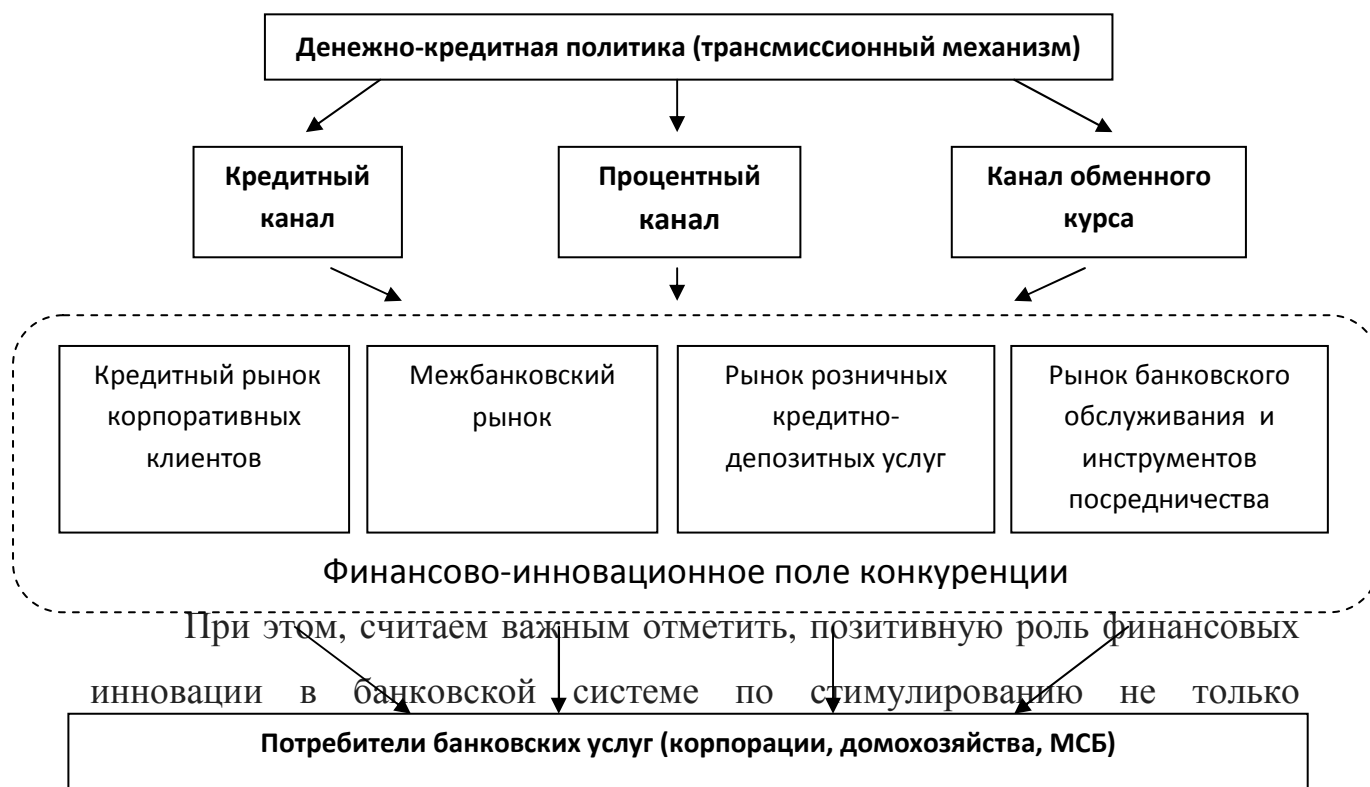 Денежно-кредитная политика (трансмиссионный механизм)
Кредитный
канал
Процентный
канал
Канал обменного
курса
Кредитный рынок
корпоративных
клиентов
Межбанковский
рынок
Рынок розничных
кредитно-
депозитных услуг
Рынок банковского
обслуживания и
инструментов
посредничества
Финансово-инновационное поле конкуренции
При этом, считаем важным отметить, позитивную роль финансовых
инновации в банковской системе по стимулированию не только
Потребители банковских услуг (корпорации, домохозяйства, МСБ)